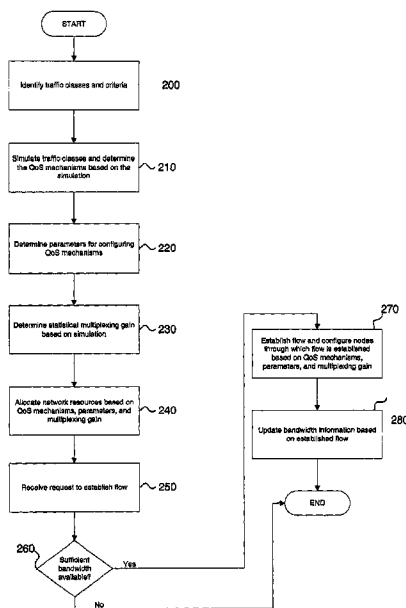 START
Identify traffic classes and criteria
200
Simulate traffic classes and determine
the QoS mechanisms based on the
simulation
210
Determine parameters for configuring
QoS mechanisms
220
Determine statistical multiplexing gain
based on simulation
230
Allocate network resources based on
QoS mechanisms, parameters, and
multiplexing gain
240
Receive request to establish flow
250
260
Sufficient
bandwidth
available?
Yes
No
270
Establish flow and configure nodes
through which flow is established
based on QoS mechanisms,
parameters, and multiplexing gain
Update bandwidth information based
on established flow
280
END